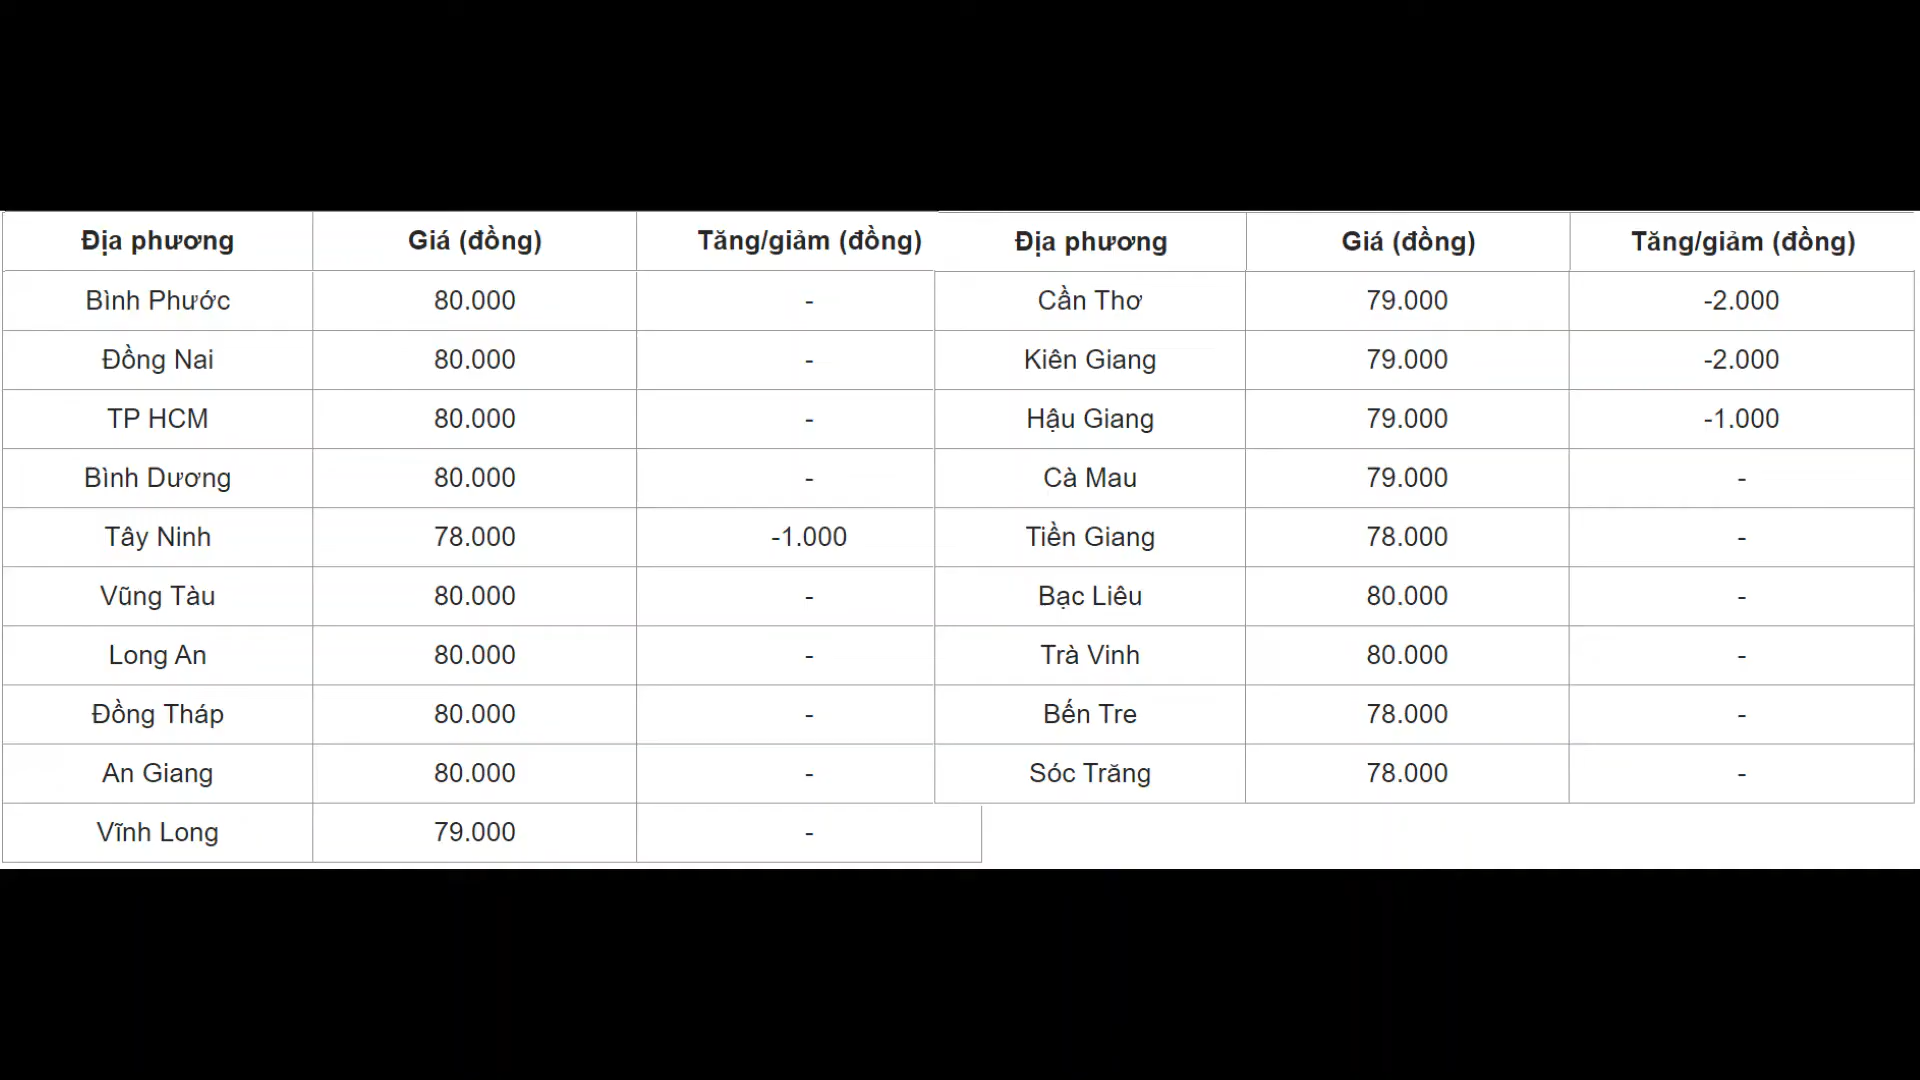 Địa phương Giá (đồng) Tăng/giảm (đồng) Địa phương Giá (đồng) Tăng/giảm (đồng)
Bình Phước 80.000 - Cần Thơ 79.000 -2.000
Đồng Nai 80.000 - Kiên Giang 79.000 -2.000
TP HCM 80.000 - Hậu Giang 79.000 -1.000
Bình Dương 80.000 - Cà Mau 79.000 -
Tây Ninh 78.000 -1.000 Tiền Giang 78.000 -
Vũng Tàu 80.000 - Bạc Liêu 80.000 -
Long An 80.000 - Trà Vinh 80.000 -
Đồng Tháp 80.000 - Bến Tre 78.000 -
An Giang 80.000 - Sóc Trăng 78.000 -
Vĩnh Long 79.000 -